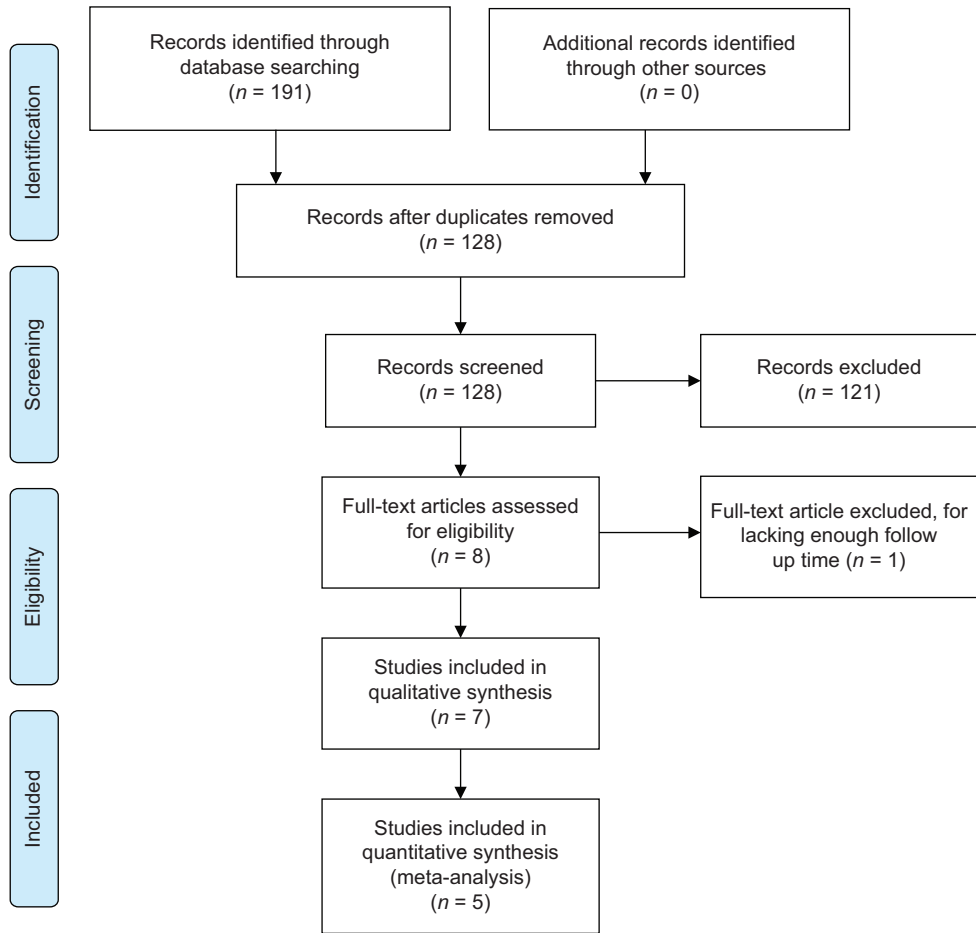 Identification
Records identified through
database searching
(n = 191)
Additional records identified
through other sources
(n = 0)
Records after duplicates removed
(n = 128)
Screening
Records screened
(n = 128)
Records excluded
(n = 121)
Eligibility
Full-text articles assessed
for eligibility
(n = 8)
Full-text article excluded, for
lacking enough follow
up time (n = 1)
Studies included in
qualitative synthesis
(n = 7)
Included
Studies included in
quantitative synthesis
(meta-analysis)
(n = 5)